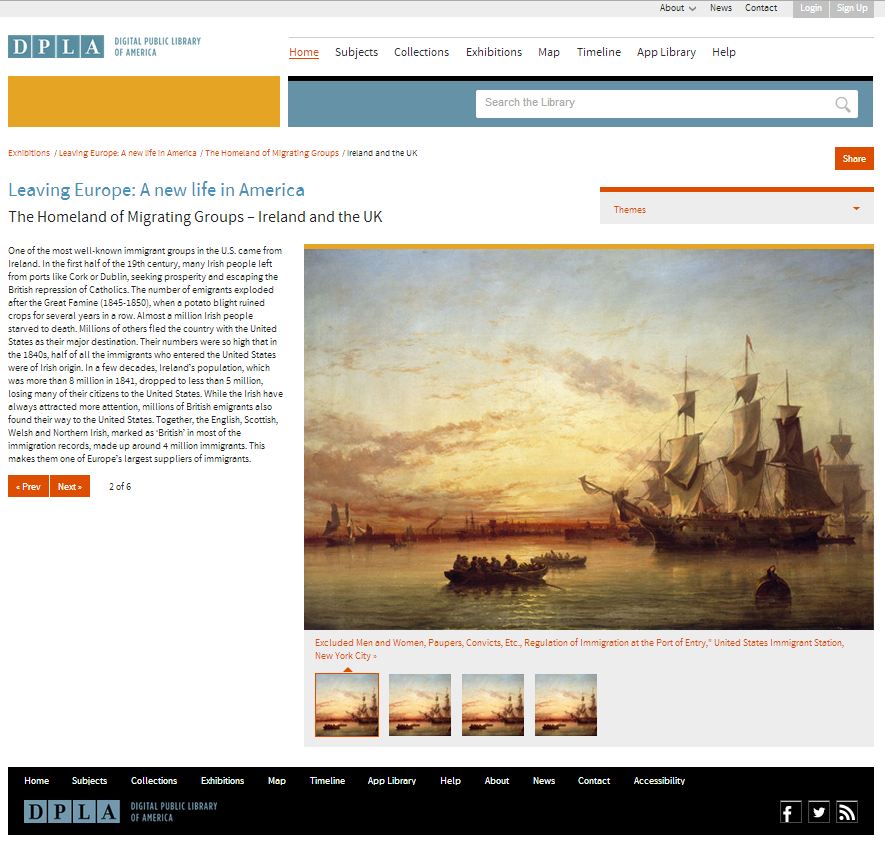 About News Contact Login Sign Up
DPLA DIGITAL PUBLIC LIBRARY
OF AMERICA
Home Subjects Collections Exhibitions Map Timeline App Library Help
Search the Library
Exhibitions / Leaving Europe: A new life in America / The Homeland of Migrating Groups / Ireland and the UK
Share
Leaving Europe: A new life in America
The Homeland of Migrating Groups – Ireland and the UK
Themes
One of the most well-known immigrant groups in the U.S. came from
Ireland. In the first half of the 19th century, many Irish people left
from ports like Cork or Dublin, seeking prosperity and escaping the
British repression of Catholics. The number of emigrants exploded
after the Great Famine (1845-1850), when a potato blight ruined
crops for several years in a row. Almost a million Irish people
starved to death. Millions of others fled the country with the United
States as their major destination. Their numbers were so high that in
the 1840s, half of all the immigrants who entered the United States
were of Irish origin. In a few decades, Ireland's population, which
was more than 8 million in 1841, dropped to less than 5 million,
losing many of their citizens to the United States. While the Irish have
always attracted more attention, millions of British emigrants also
found their way to the United States. Together, the English, Scottish,
Welsh and Northern Irish, marked as 'British' in most of the
immigration records, made up around 4 million immigrants. This
makes them one of Europe's largest suppliers of immigrants.
« Prev Next » 2 of 6
Excluded Men and Women, Paupers, Convicts, Etc., Regulation of Immigration at the Port of Entry," United States Immigrant Station,
New York City »
Home Subjects Collections Exhibitions Map Timeline App Library Help About News Contact Accessibility
DPLA DIGITAL PUBLIC LIBRARY
OF AMERICA